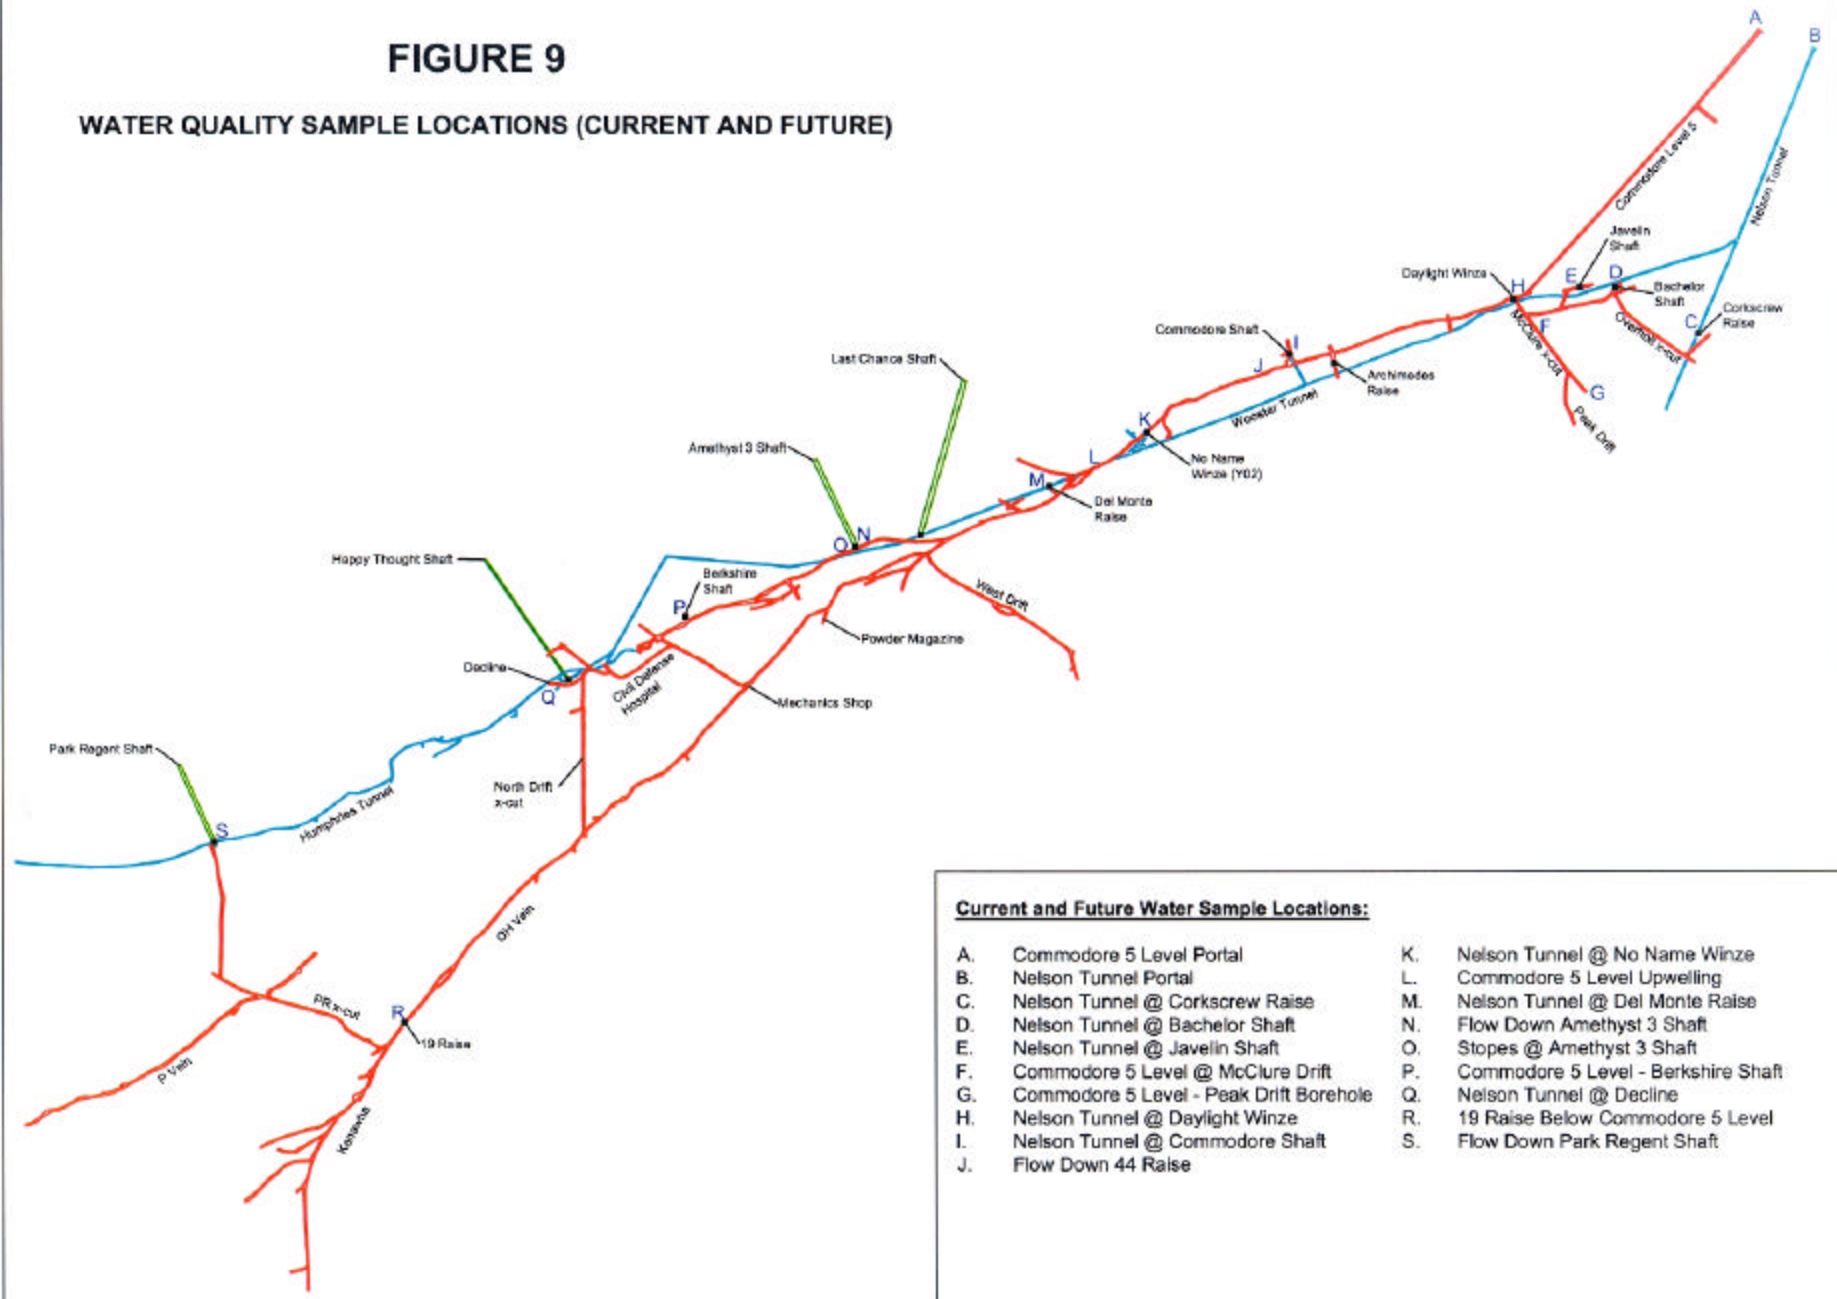 FIGURE 9
WATER QUALITY SAMPLE LOCATIONS (CURRENT AND FUTURE)
A
B
Commodore Level 5
Nelson Tunnel
Javelin
Shaft
Daylight Winze
H
E
D
Bachelor
Shaft
C
Corkscrew
Raise
F
McClure x-cut
Overholt x-cut
G
Peak Drift
Commodore Shaft
I
J
Archimedes
Raise
Wooster Tunnel
Last Chance Shaft
K
No Name
Winze (Y02)
L
M
Del Monte
Raise
Amethyst 3 Shaft
O
N
West Drift
Happy Thought Shaft
Berkshire
Shaft
P
Powder Magazine
Decline
Q
Civil Defense
Hospital
Mechanics Shop
Park Regent Shaft
North Drift
x-cut
Humphries Tunnel
S
OH Vein
PR x-cut
R
19 Raise
P Vein
Current and Future Water Sample Locations:
A. Commodore 5 Level Portal
B. Nelson Tunnel Portal
C. Nelson Tunnel @ Corkscrew Raise
D. Nelson Tunnel @ Bachelor Shaft
E. Nelson Tunnel @ Javelin Shaft
F. Commodore 5 Level @ McClure Drift
G. Commodore 5 Level - Peak Drift Borehole
H. Nelson Tunnel @ Daylight Winze
I. Nelson Tunnel @ Commodore Shaft
J. Flow Down 44 Raise
K. Nelson Tunnel @ No Name Winze
L. Commodore 5 Level Upwelling
M. Nelson Tunnel @ Del Monte Raise
N. Flow Down Amethyst 3 Shaft
O. Stopes @ Amethyst 3 Shaft
P. Commodore 5 Level - Berkshire Shaft
Q. Nelson Tunnel @ Decline
R. 19 Raise Below Commodore 5 Level
S. Flow Down Park Regent Shaft